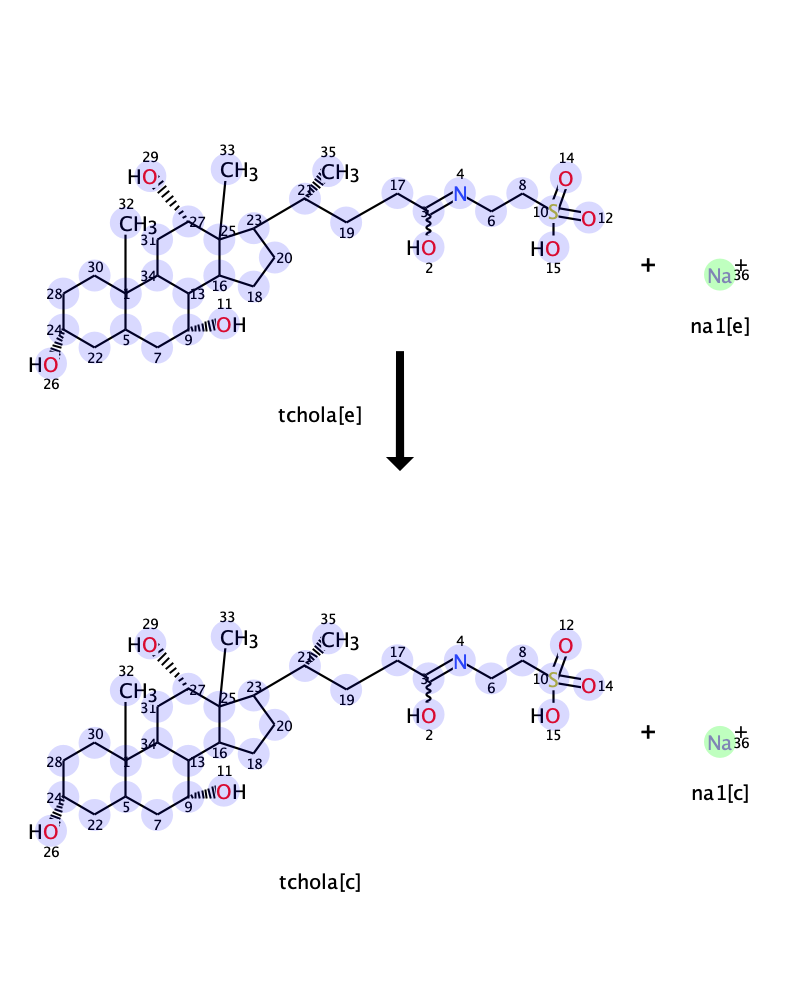 29 33 35 14
HO CH3 CH3 4 8 O
32 27 21 17 N 10 S O 12
CH3 25 23 3 6
31 19 HO HO
30 34 20 2 15 + Na+ 36
28 1 13 16 18
11
24 5 9 OH na1[e]
HO 22 7
26
tchola[e]
29 33 35 12
HO CH3 CH3 4 8 O
32 27 21 17 N 10 S O 14
CH3 25 23 3 6
31 19 HO HO
30 34 20 2 15 + Na+ 36
28 1 13 16 18
11
24 5 9 OH na1[c]
HO 22 7
26
tchola[c]